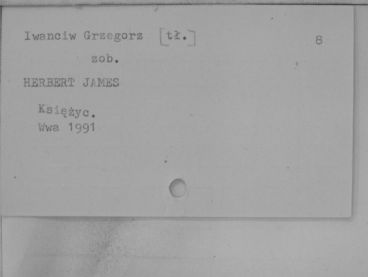 Iwanciw Grzegorz [tł.]
8
zob.
HERBERT JAMES
Księżyc.
Wwa 1991